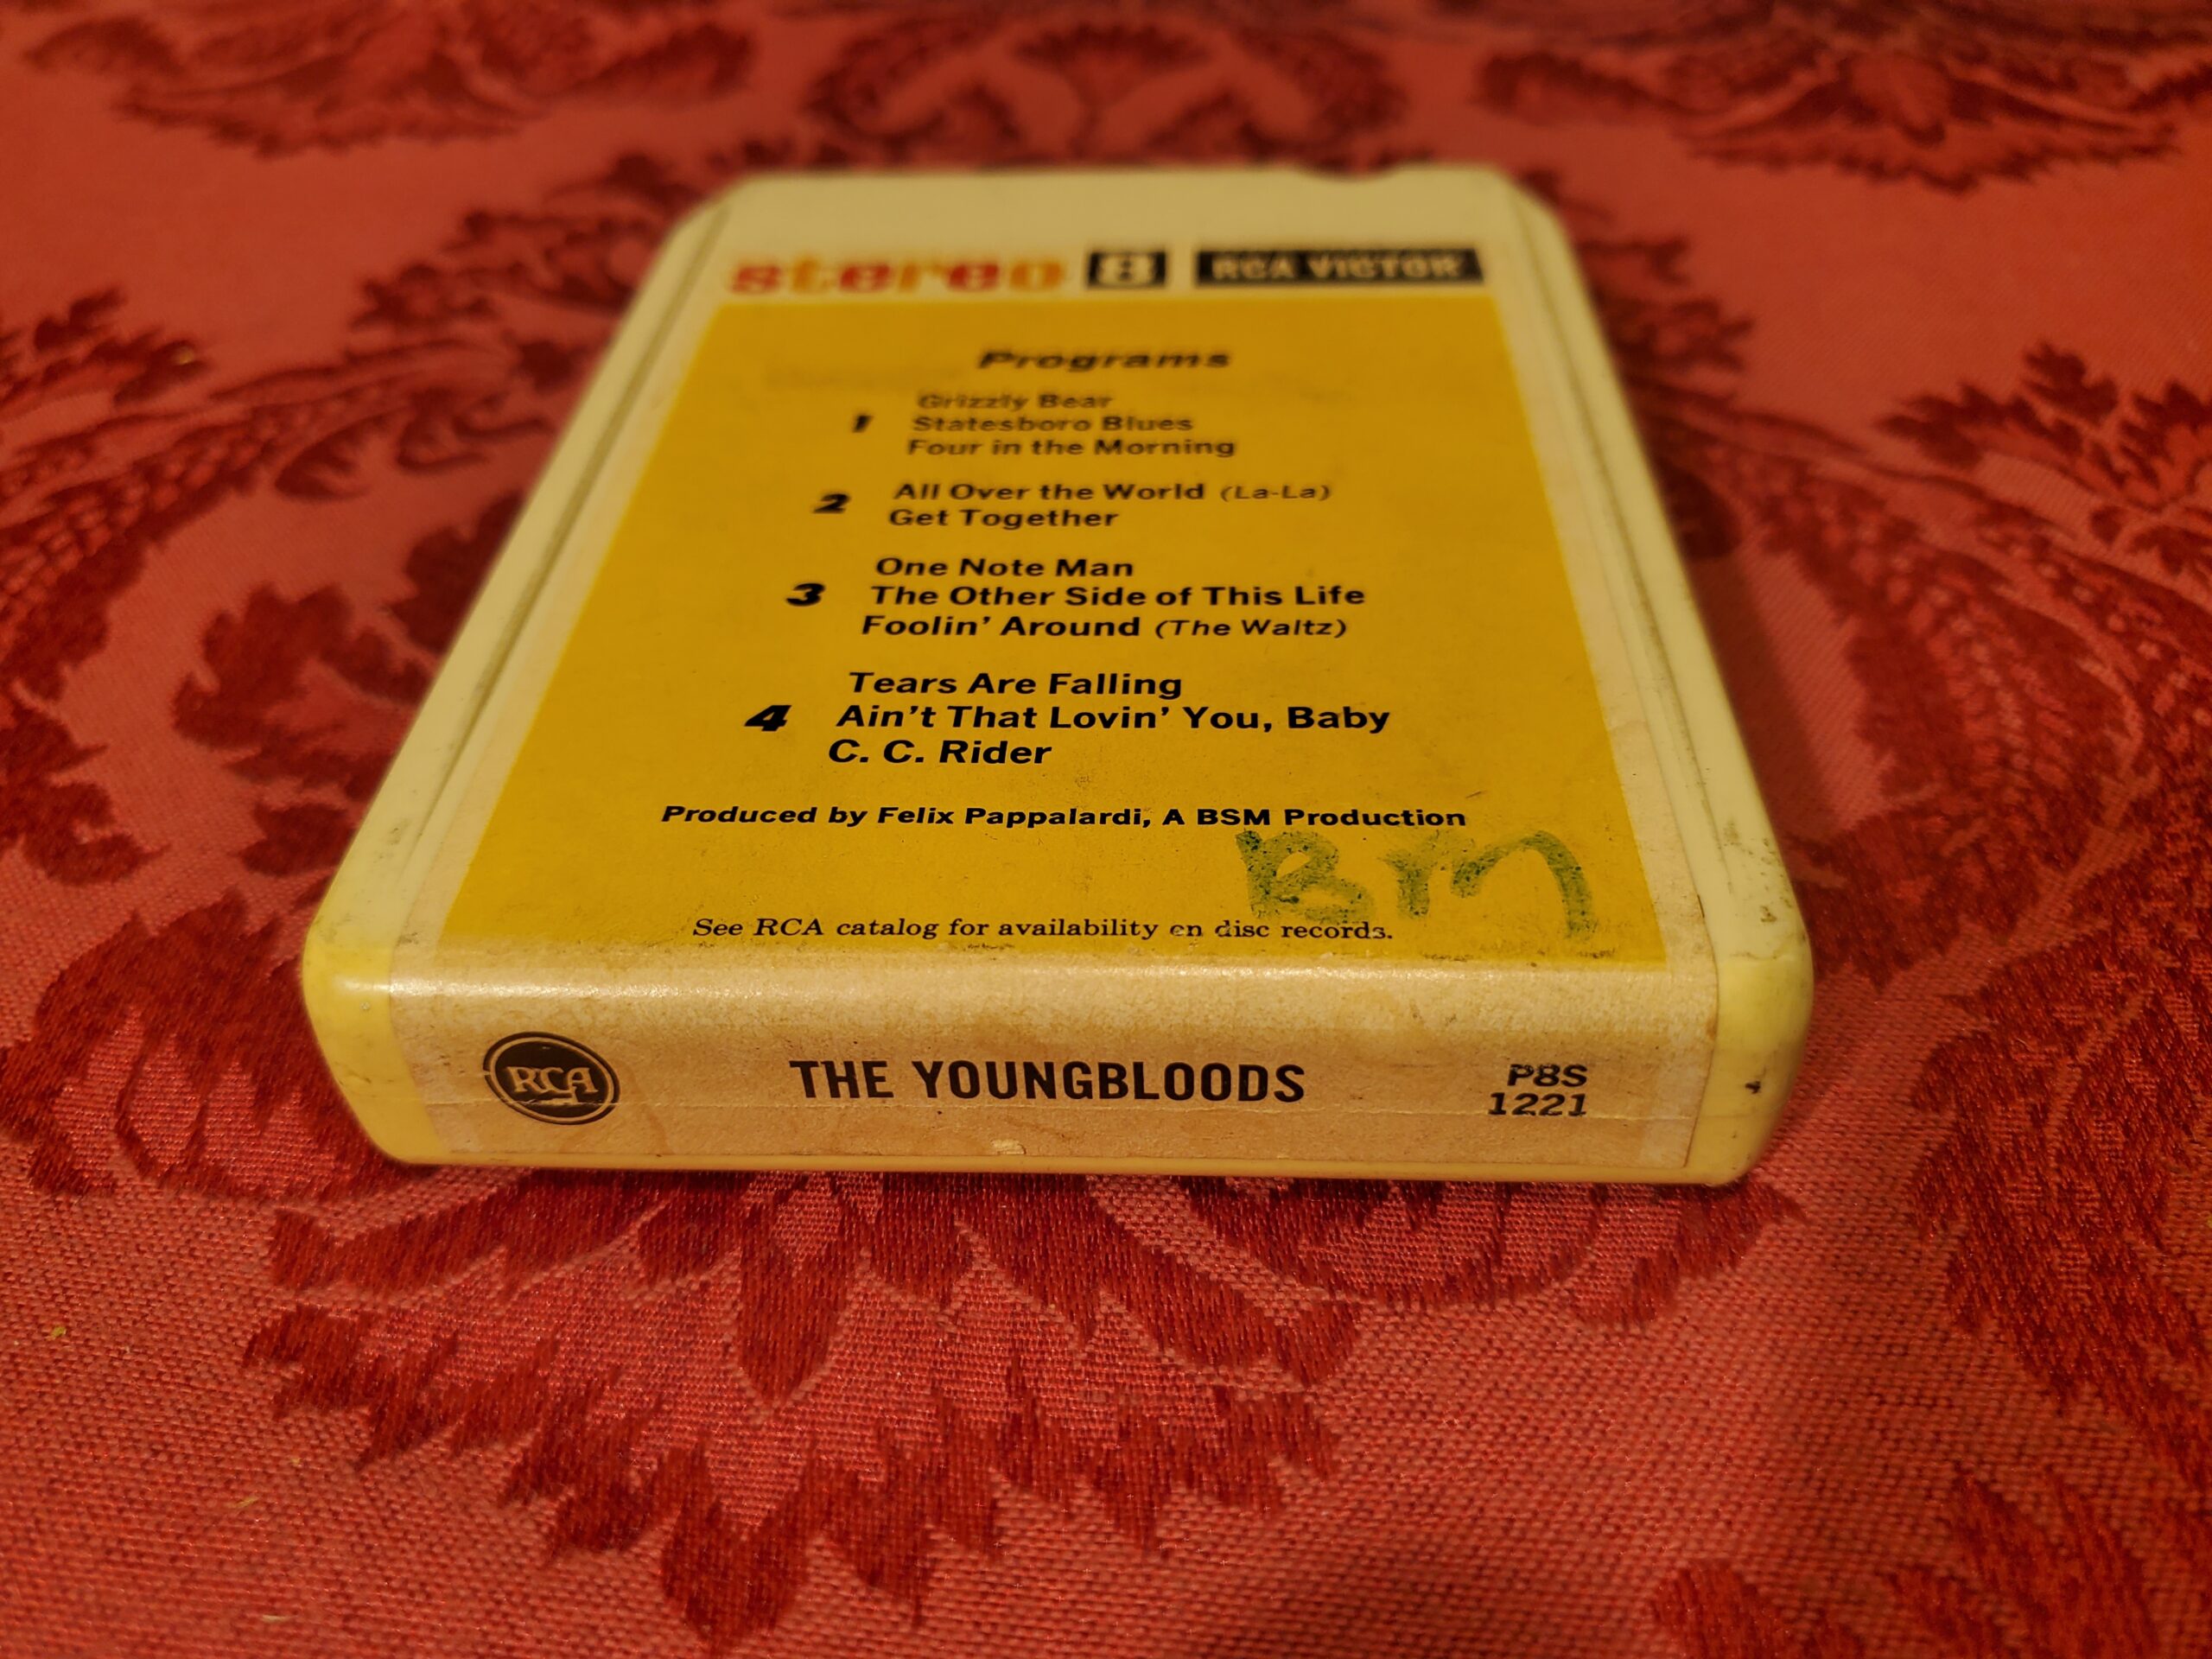 stereo 8 RCA VICTOR
Programs
1
Grizzly Bear
Statesboro Blues
Four in the Morning
2
All Over the World (La-La)
Get Together
3
One Note Man
The Other Side of This Life
Foolin' Around (The Waltz)
4
Tears Are Falling
Ain't That Lovin' You, Baby
C. C. Rider
Produced by Felix Pappalardi, A BSM Production
Bm
See RCA catalog for availability on disc records.
RCA
THE YOUNGBLOODS
P8S
1221